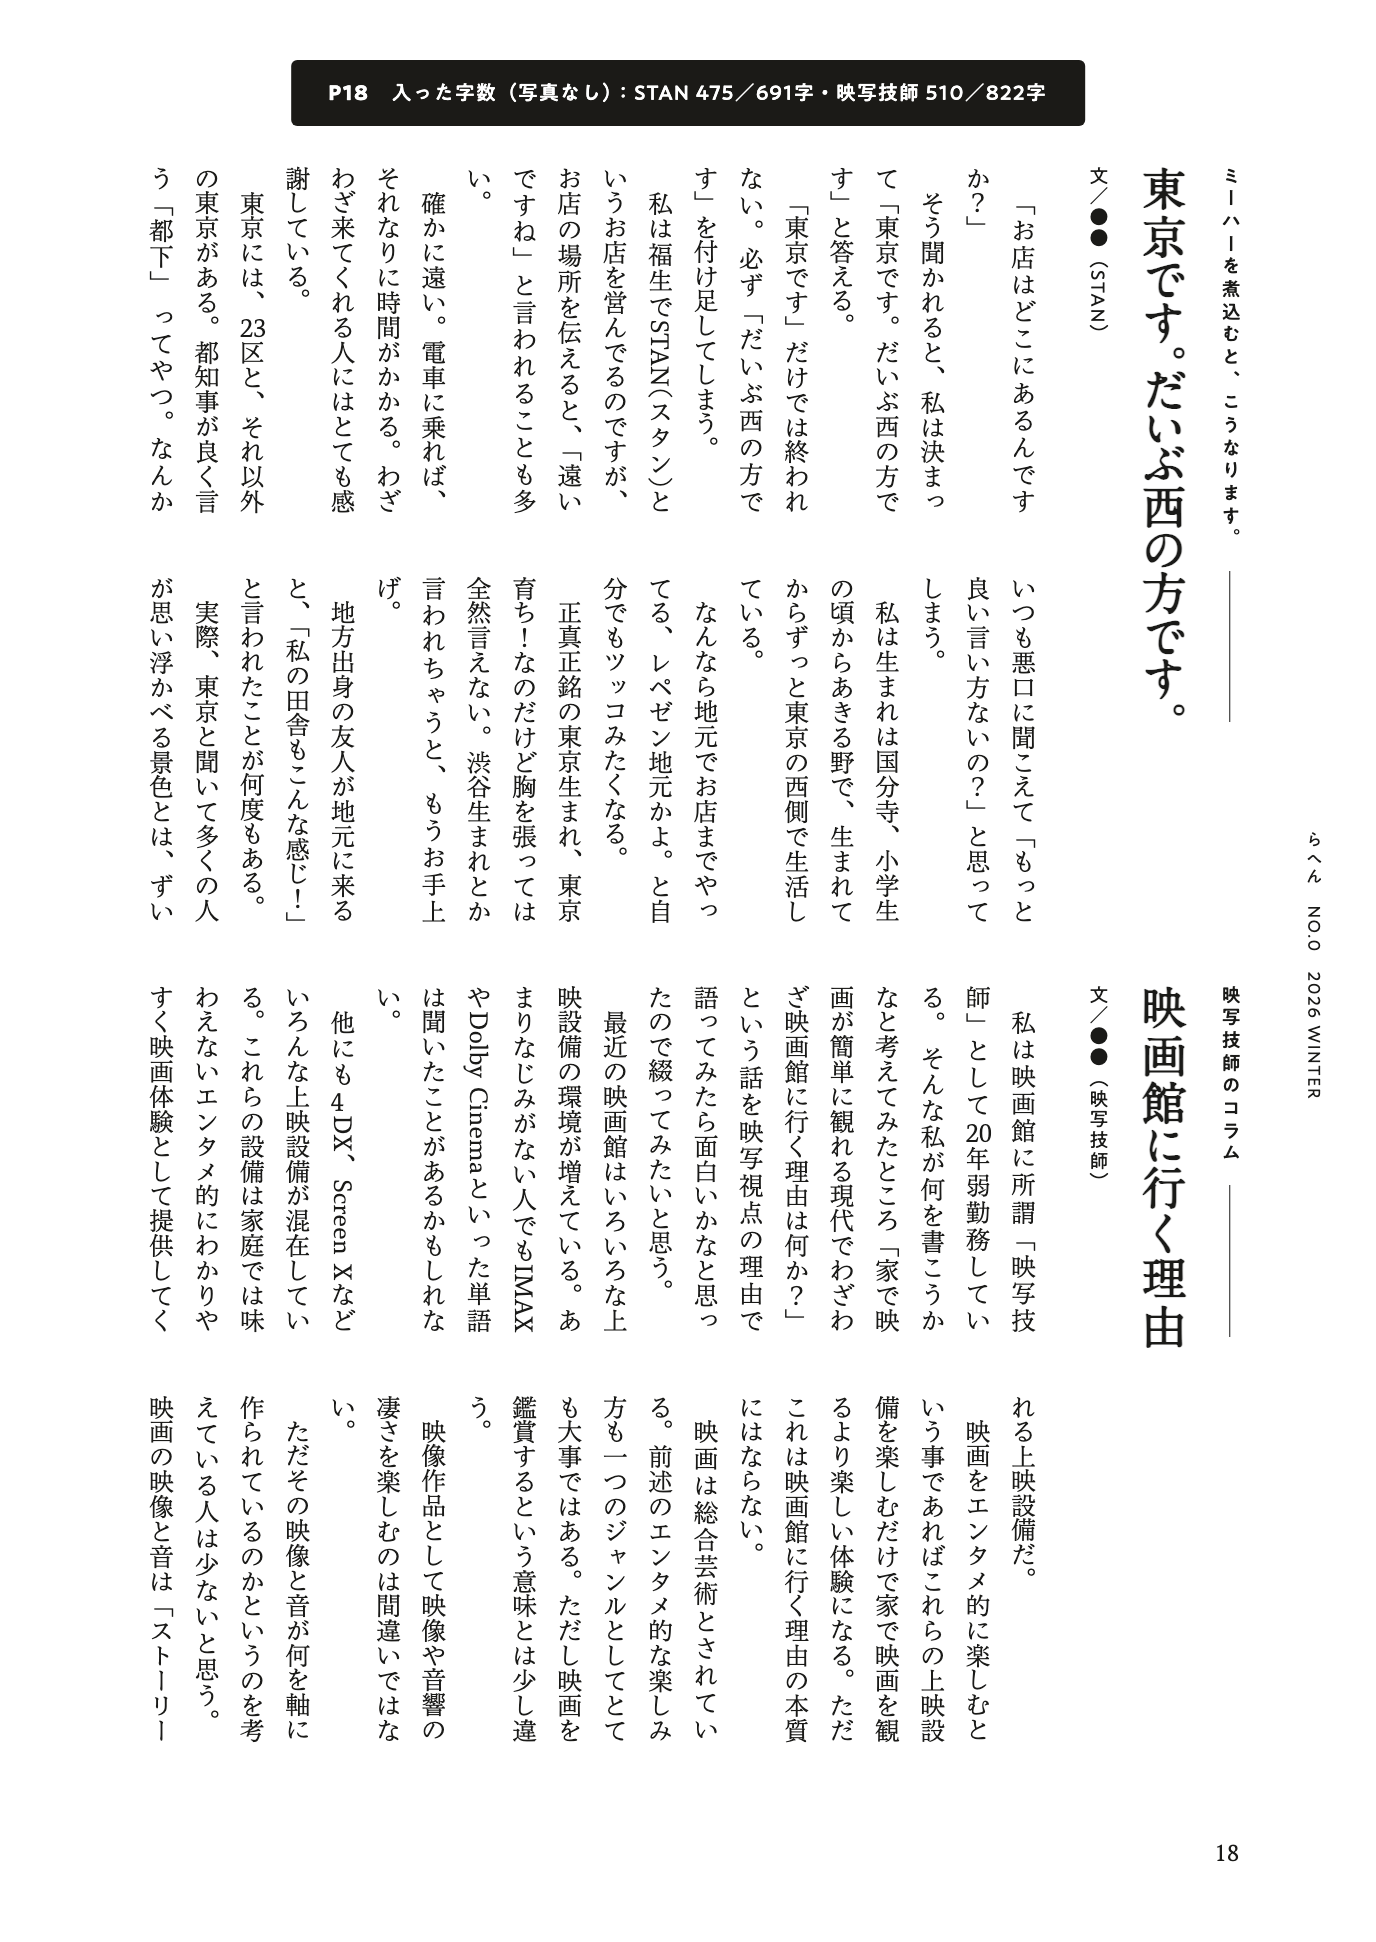 P18　入った字数（写真なし）：STAN 475／691字・映写技師 510／822字
らへん　NO.0　2026 WINTER
ミーハーを煮込むと、こうなります。
東京です。だいぶ西の方です。
文／●●（STAN）
「お店はどこにあるんです
か？」
そう聞かれると、私は決まっ
て「東京です。だいぶ西の方で
す」と答える。
「東京です」だけでは終われ
ない。必ず「だいぶ西の方で
す」を付け足してしまう。
私は福生でSTAN（スタン）と
いうお店を営んでるのですが、
お店の場所を伝えると、「遠い
ですね」と言われることも多
い。
確かに遠い。電車に乗れば、
それなりに時間がかかる。わざ
わざ来てくれる人にはとても感
謝している。
東京には、23区と、それ以外
の東京がある。都知事が良く言
う「都下」ってやつ。なんか
いつも悪口に聞こえて「もっと
良い言い方ないの？」と思って
しまう。
私は生まれは国分寺、小学生
の頃からあきる野で、生まれて
からずっと東京の西側で生活し
ている。
なんなら地元でお店までやっ
てる、レペゼン地元かよ。と自
分でもツッコみたくなる。
正真正銘の東京生まれ、東京
育ち！なのだけど胸を張っては
全然言えない。渋谷生まれとか
言われちゃうと、もうお手上
げ。
地方出身の友人が地元に来る
と、「私の田舎もこんな感じ！」
と言われたことが何度もある。
実際、東京と聞いて多くの人
が思い浮かべる景色とは、ずい
映写技師のコラム
映画館に行く理由
文／●●（映写技師）
私は映画館に所謂「映写技
師」として20年弱勤務してい
る。そんな私が何を書こうか
なと考えてみたところ「家で映
画が簡単に観れる現代でわざわ
ざ映画館に行く理由は何か？」
という話を映写視点の理由で
語ってみたら面白いかなと思っ
たので綴ってみたいと思う。
最近の映画館はいろいろな上
映設備の環境が増えている。あ
まりなじみがない人でもIMAX
やDolby Cinemaといった単語
は聞いたことがあるかもしれな
い。
他にも4DX、Screen Xなど
いろんな上映設備が混在してい
る。これらの設備は家庭では味
わえないエンタメ的にわかりや
すく映画体験として提供してく
れる上映設備だ。
映画をエンタメ的に楽しむと
いう事であればこれらの上映設
備を楽しむだけで家で映画を観
るより楽しい体験になる。ただ
これは映画館に行く理由の本質
にはならない。
映画は総合芸術とされてい
る。前述のエンタメ的な楽しみ
方も一つのジャンルとしてとて
も大事ではある。ただし映画を
鑑賞するという意味とは少し違
う。
映像作品として映像や音響の
凄さを楽しむのは間違いではな
い。
ただその映像と音が何を軸に
作られているのかというのを考
えている人は少ないと思う。
映画の映像と音は「ストーリー
18